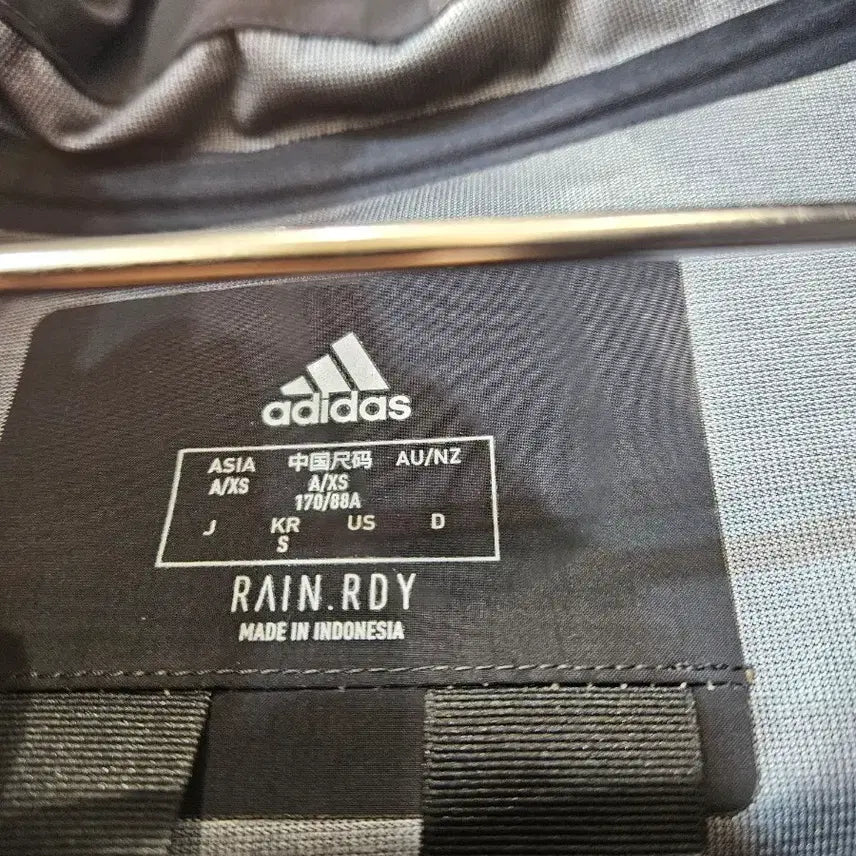 adidas
ASIA 中国尺码 AU/NZ
A/XS A/XS
170/88A
J KR US D
S
RAIN.RDY
MADE IN INDONESIA